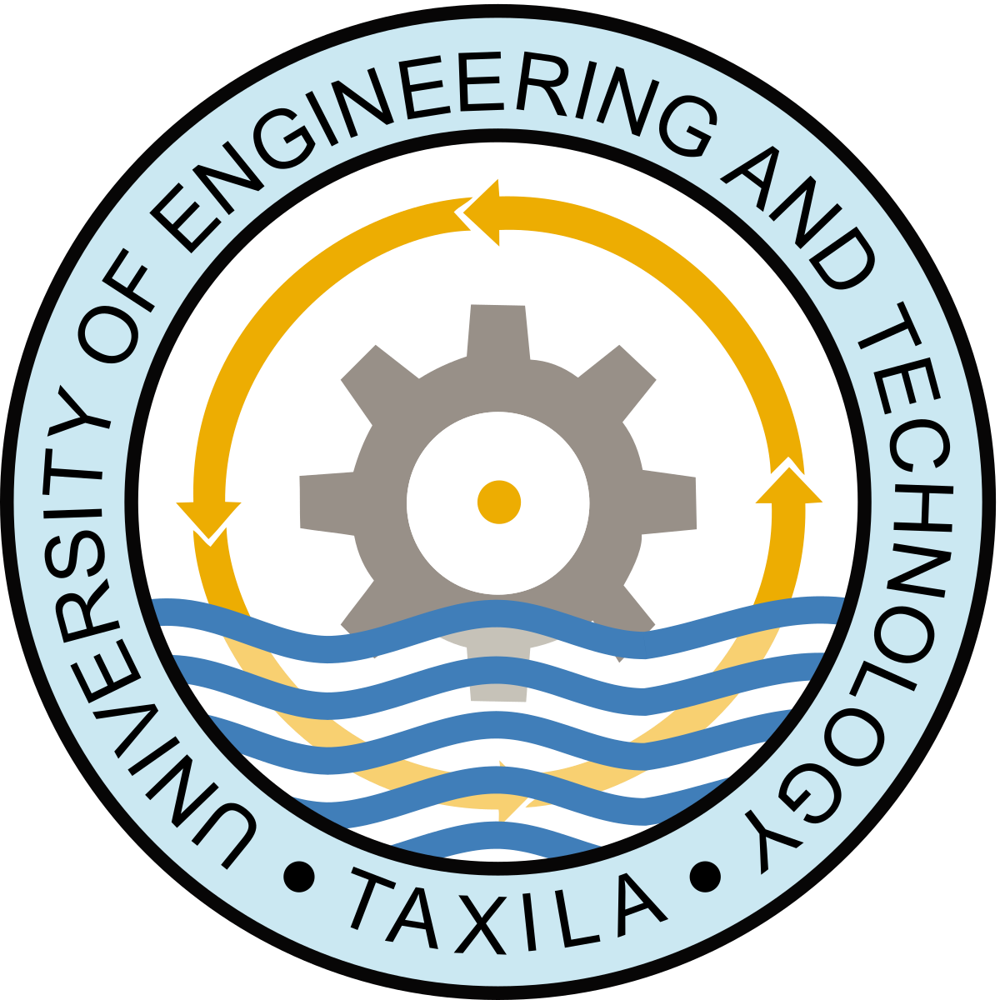 UNIVERSITY OF ENGINEERING AND TECHNOLOGY
• TAXILA •